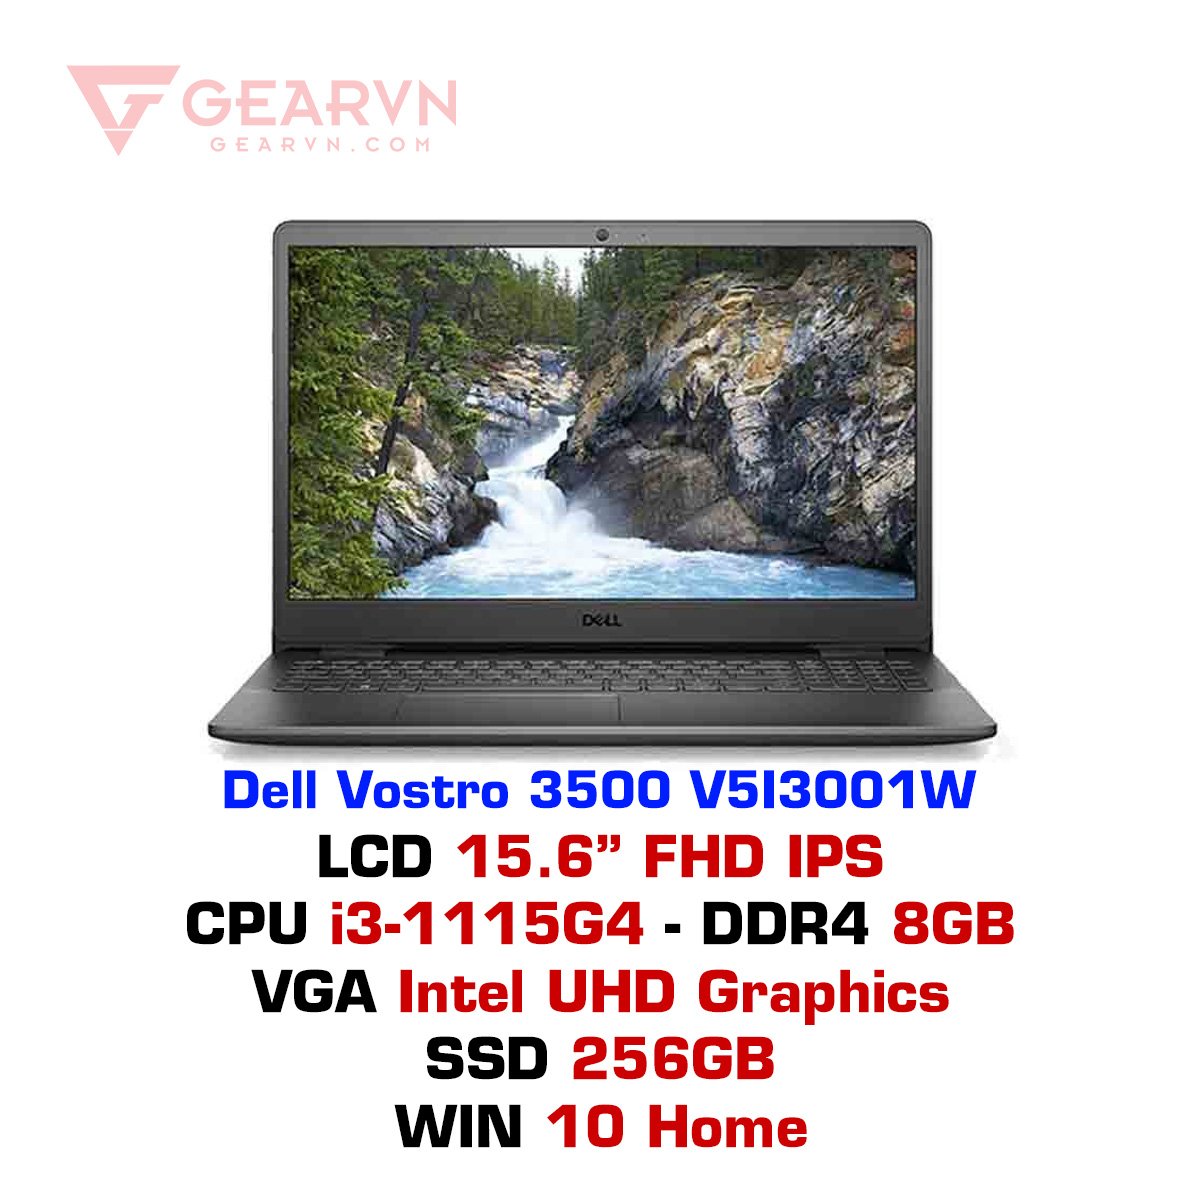 GEARVN
GEARVN.COM
DELL
Dell Vostro 3500 V5I3001W
LCD 15.6” FHD IPS
CPU i3-1115G4 - DDR4 8GB
VGA Intel UHD Graphics
SSD 256GB
WIN 10 Home